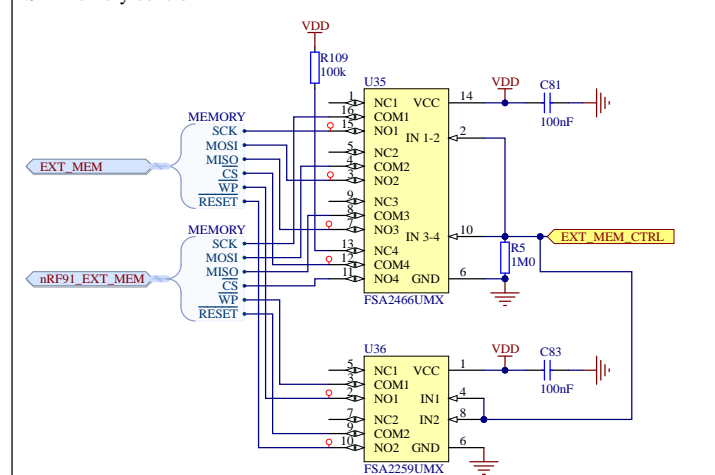 VDD
R109
100k
U35
1 NC1 VCC 14
16 COM1
15 NO1
IN 1-2 2
5 NC2
4 COM2
3 NO2
9 NC3
8 COM3
7 NO3
IN 3-4 10
13 NC4
12 COM4
11 NO4 GND 6
FSA2466UMX
VDD
C81
100nF
MEMORY
SCK
MOSI
MISO
CS
WP
RESET
EXT_MEM
MEMORY
SCK
MOSI
MISO
CS
WP
RESET
nRF91_EXT_MEM
EXT_MEM_CTRL
R5
1M0
U36
5 NC1 VCC 1
3 COM1
2 NO1 IN1 4
7 NC2 IN2 8
9 COM2
10 NO2 GND 6
FSA2259UMX
VDD
C83
100nF